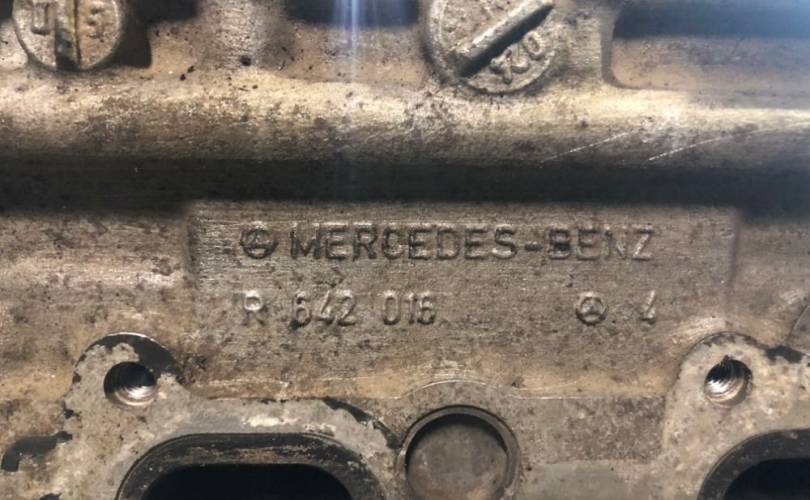 MERCEDES-BENZ
R 642 016 4